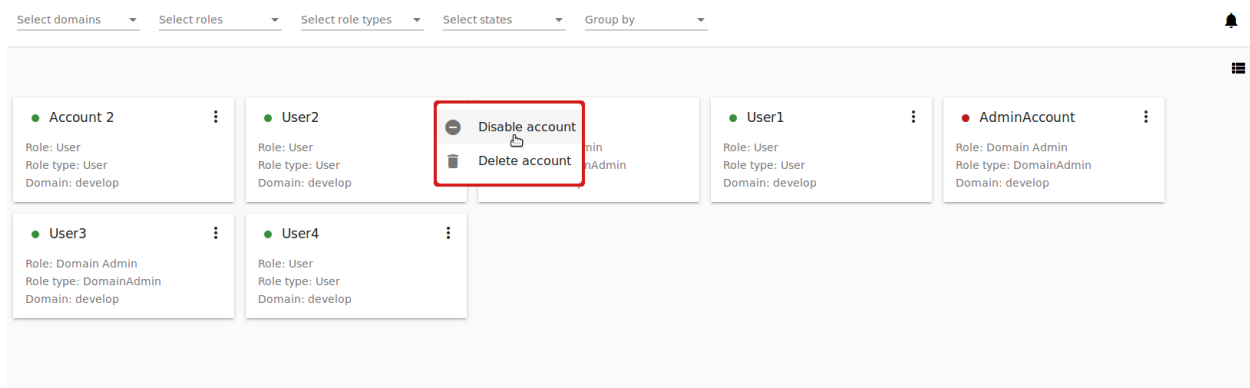 Select domains
Select roles
Select role types
Select states
Group by
Account 2
Role: User
Role type: User
Domain: develop
User2
Role: User
Role type: User
Domain: develop
Disable account
Delete account
User1
Role: User
Role type: User
Domain: develop
AdminAccount
Role: Domain Admin
Role type: DomainAdmin
Domain: develop
User3
Role: Domain Admin
Role type: DomainAdmin
Domain: develop
User4
Role: User
Role type: User
Domain: develop